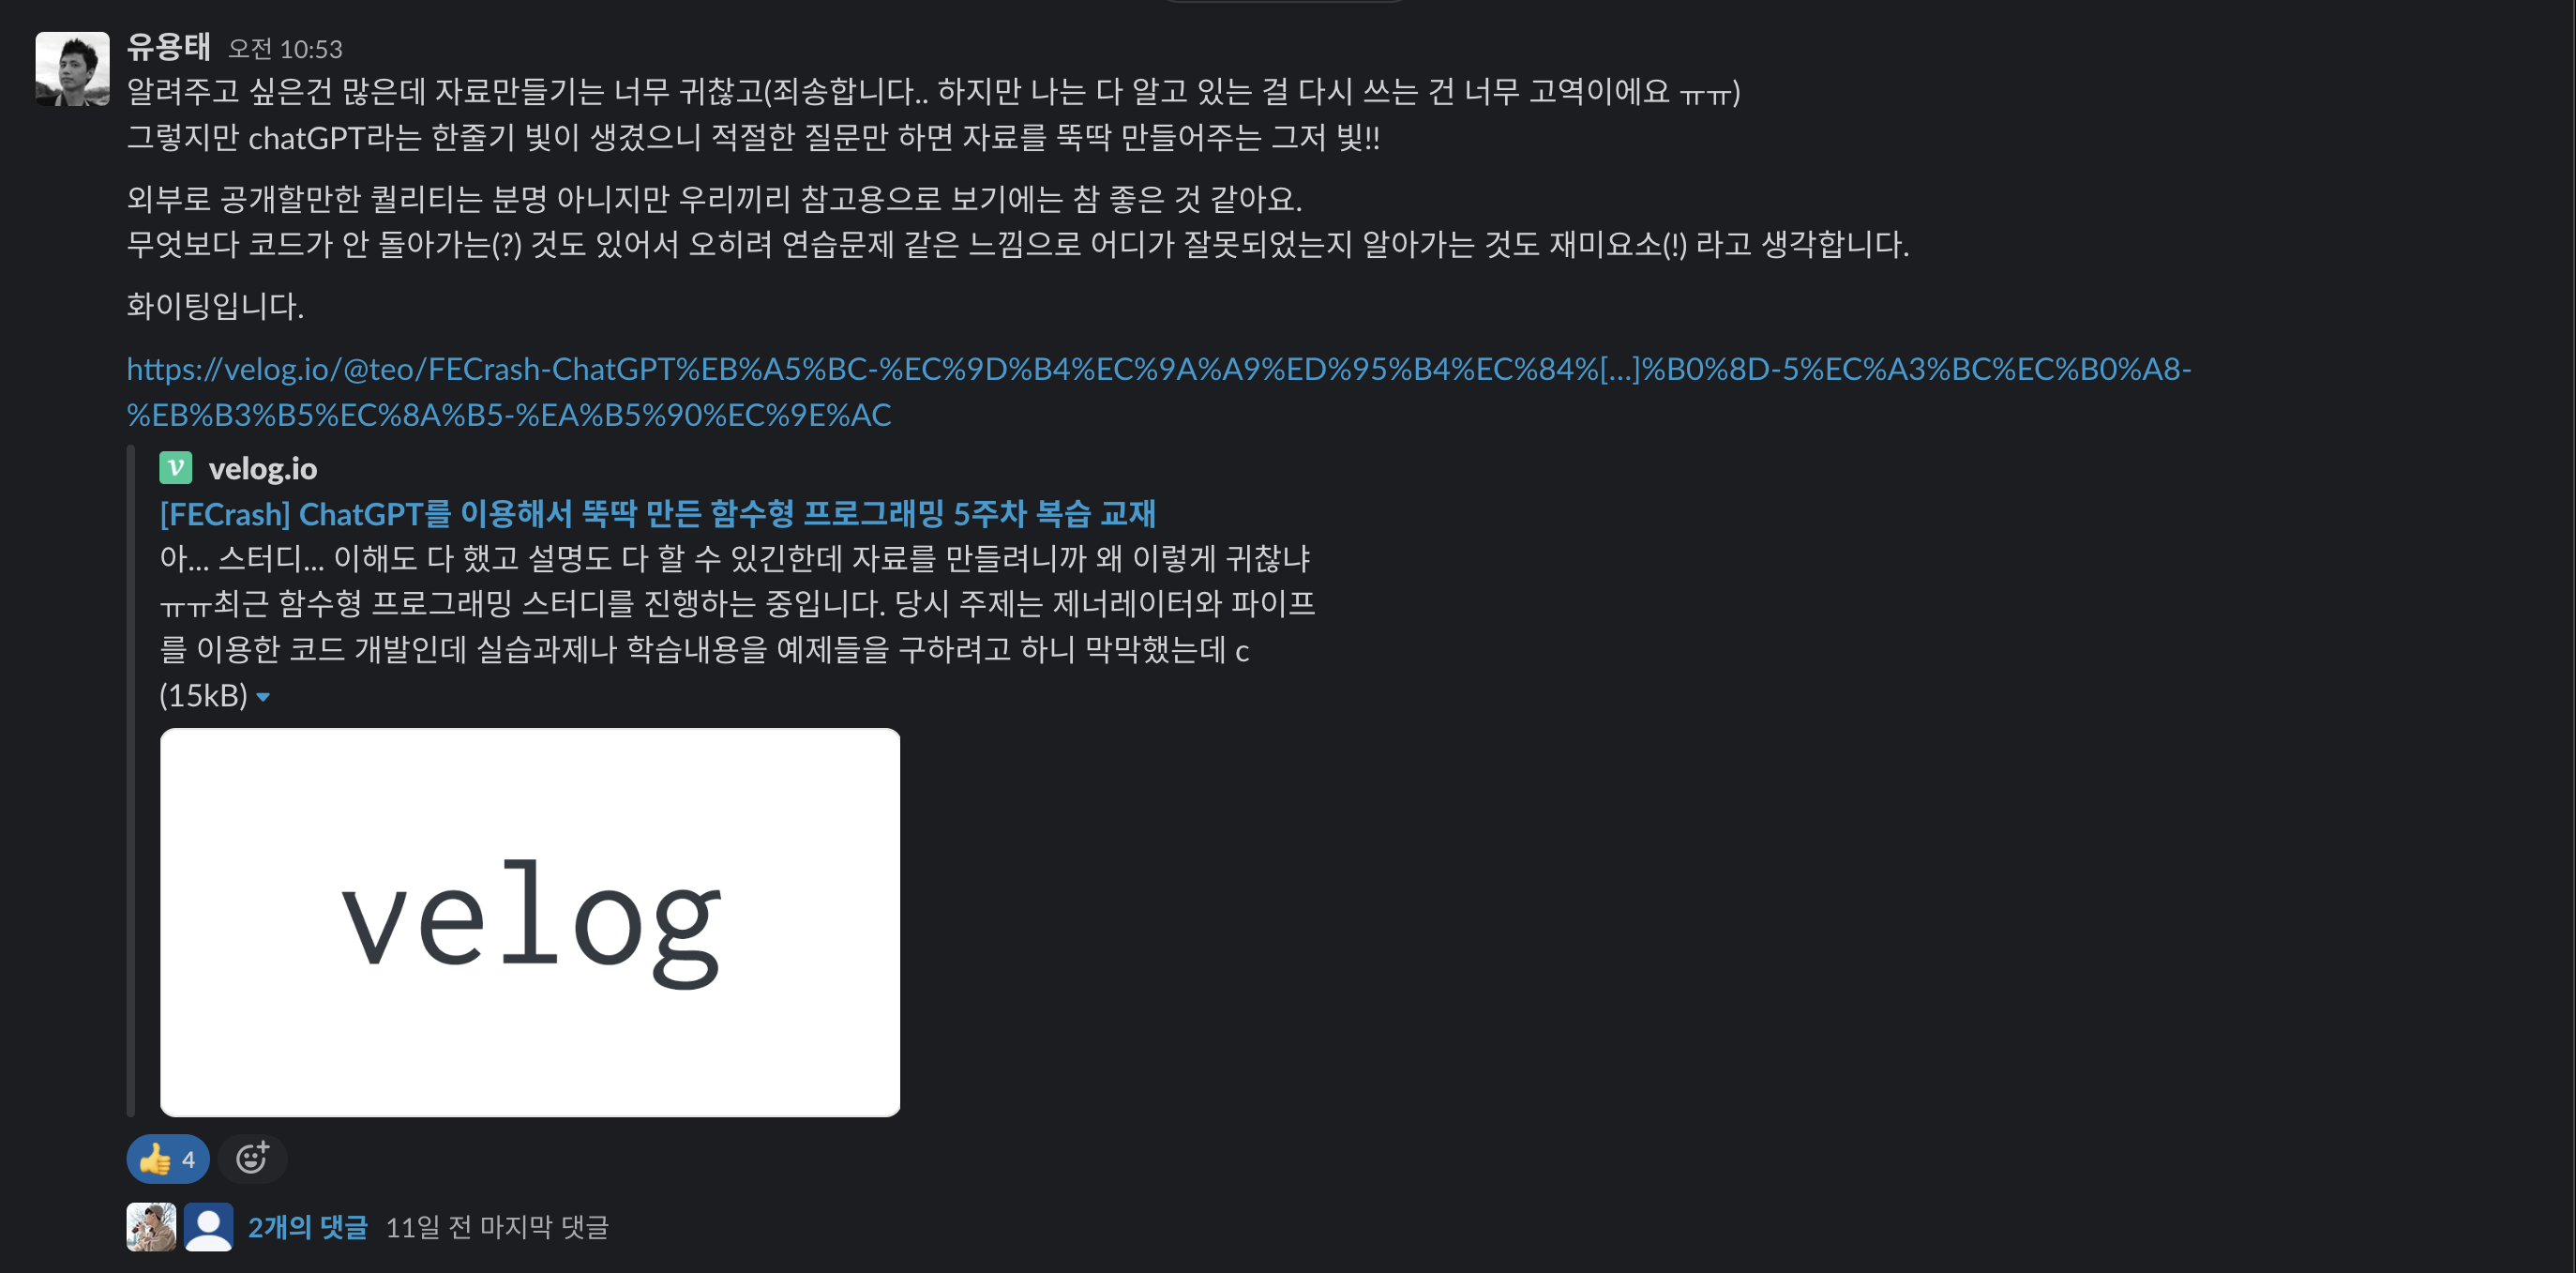 유용태 오전 10:53
알려주고 싶은건 많은데 자료만들기는 너무 귀찮고(죄송합니다.. 하지만 나는 다 알고 있는 걸 다시 쓰는 건 너무 고역이에요 ㅠㅠ)
그렇지만 chatGPT라는 한줄기 빛이 생겼으니 적절한 질문만 하면 자료를 뚝딱 만들어주는 그저 빛!!
외부로 공개할만한 퀄리티는 분명 아니지만 우리끼리 참고용으로 보기에는 참 좋은 것 같아요.
무엇보다 코드가 안 돌아가는(?) 것도 있어서 오히려 연습문제 같은 느낌으로 어디가 잘못되었는지 알아가는 것도 재미요소(!) 라고 생각합니다.
화이팅입니다.
https://velog.io/@teo/FECrash-ChatGPT%EB%A5%BC-%EC%9D%B4%EC%9A%A9%ED%95%B4%EC%84%[...]%B0%8D-5%EC%A3%BC%EC%B0%A8-
%EB%B3%B5%EC%8A%B5-%EA%B5%90%EC%9E%AC
v velog.io
[FECrash] ChatGPT를 이용해서 뚝딱 만든 함수형 프로그래밍 5주차 복습 교재
아... 스터디... 이해도 다 했고 설명도 다 할 수 있긴한데 자료를 만들려니까 왜 이렇게 귀찮냐
ㅠㅠ최근 함수형 프로그래밍 스터디를 진행하는 중입니다. 당시 주제는 제너레이터와 파이프
를 이용한 코드 개발인데 실습과제나 학습내용을 예제들을 구하려고 하니 막막했는데 c
(15kB)
velog
4
2개의 댓글 11일 전 마지막 댓글